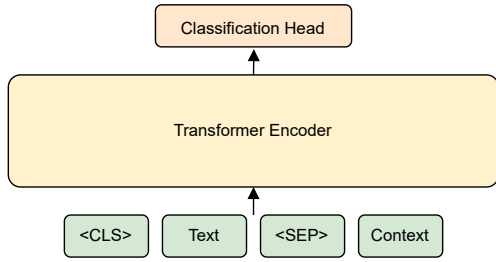 Classification Head
Transformer Encoder
<CLS> Text <SEP> Context